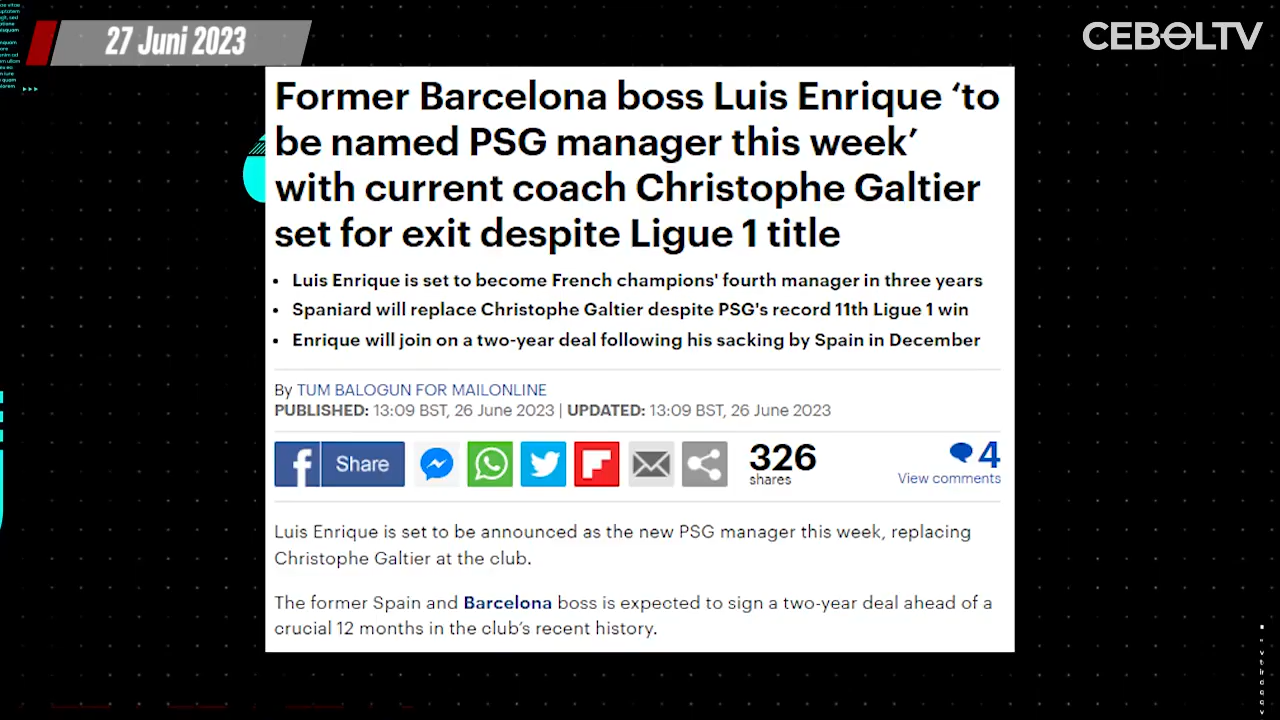 27 Juni 2023
CEBOLTV
Former Barcelona boss Luis Enrique ‘to
be named PSG manager this week’
with current coach Christophe Galtier
set for exit despite Ligue 1 title
• Luis Enrique is set to become French champions' fourth manager in three years
• Spaniard will replace Christophe Galtier despite PSG's record 11th Ligue 1 win
• Enrique will join on a two-year deal following his sacking by Spain in December
By TUM BALOGUN FOR MAILONLINE
PUBLISHED: 13:09 BST, 26 June 2023 | UPDATED: 13:09 BST, 26 June 2023
Share
326
shares
4
View comments
Luis Enrique is set to be announced as the new PSG manager this week, replacing
Christophe Galtier at the club.
The former Spain and Barcelona boss is expected to sign a two-year deal ahead of a
crucial 12 months in the club’s recent history.